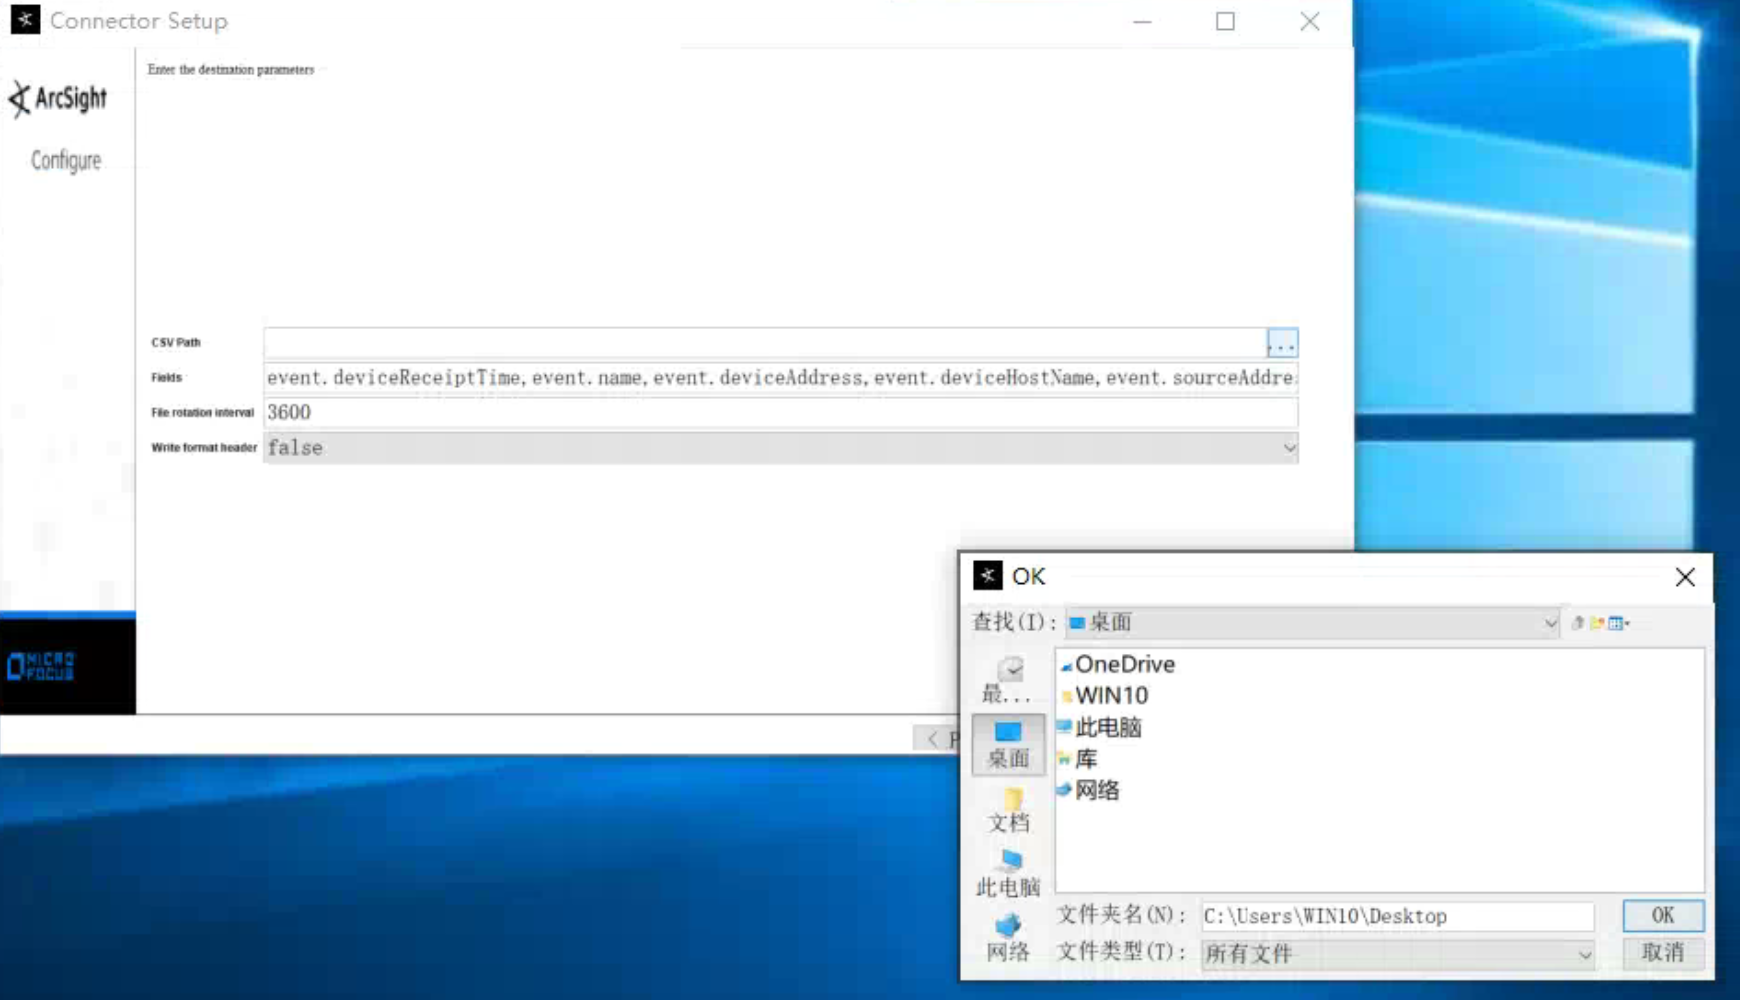 Connector Setup
Enter the destination parameters
ArcSight
Configure
CSV Path
...
Fields
event.deviceReceiptTime,event.name,event.deviceAddress,event.deviceHostName,event.sourceAddre
File rotation interval
3600
Write format header
false
MICRO
FOCUS
< P
OK
查找(I):
桌面
OneDrive
WIN10
此电脑
库
网络
最...
桌面
文档
此电脑
网络
文件夹名(N):
C:\Users\WIN10\Desktop
OK
文件类型(T):
所有文件
取消